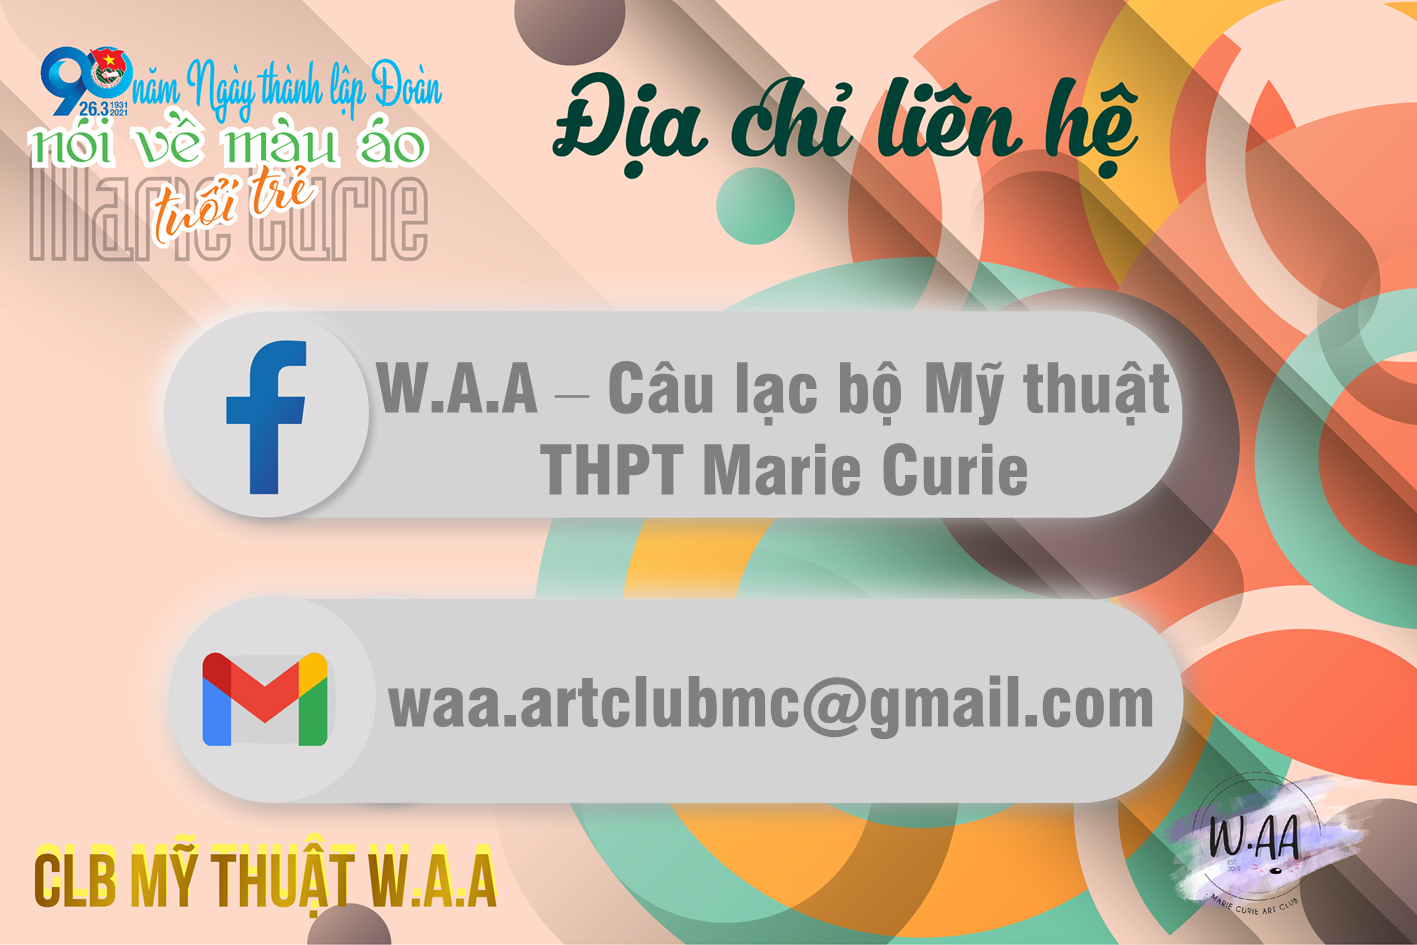 90 năm Ngày thành lập Đoàn
26.3 1931 2021
nói về màu áo
tuổi trẻ
Marie Curie
Địa chỉ liên hệ
W.A.A – Câu lạc bộ Mỹ thuật
THPT Marie Curie
waa.artclubmc@gmail.com
CLB MỸ THUẬT W.A.A
W.AA
EST.
2019
MARIE CURIE ART CLUB